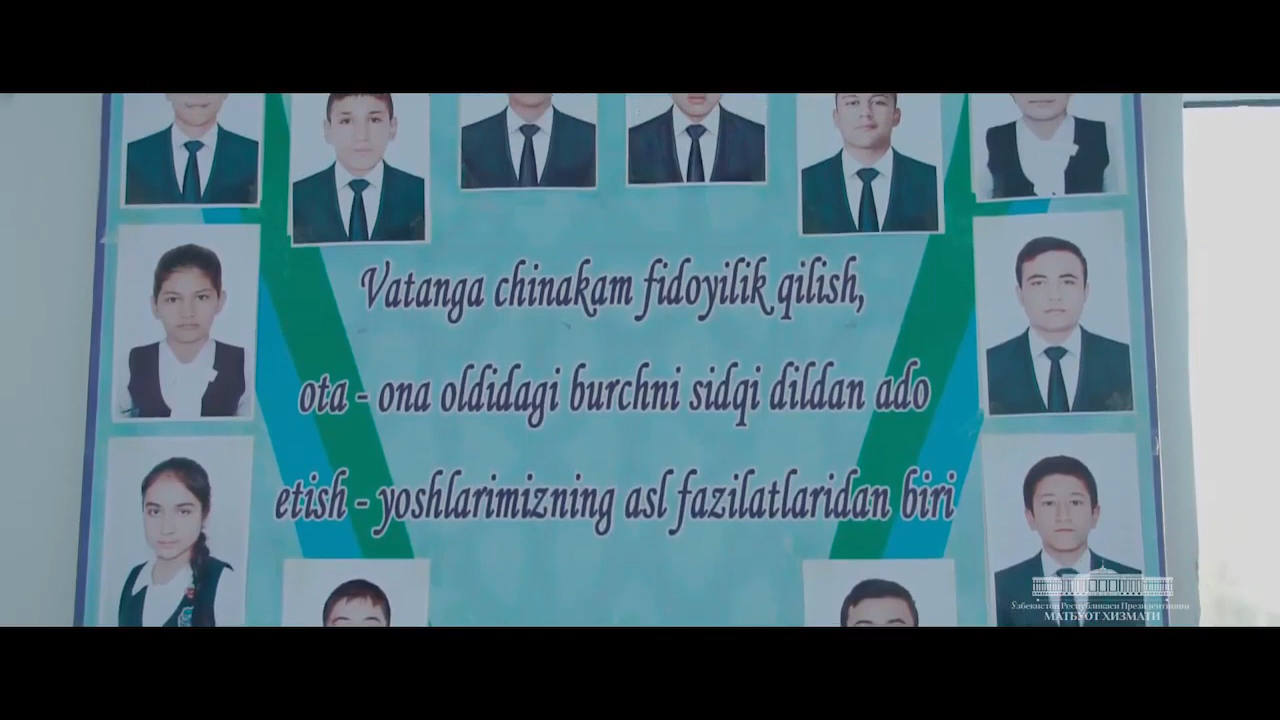 Vatanga chinakam fidoyilik qilish,
ota - ona oldidagi burchni sidqi dildan ado
etish - yoshlarimizning asl fazilatlaridan biri
Ўзбекистон Республикаси Президентининг
МАТБУОТ ХИЗМАТИ